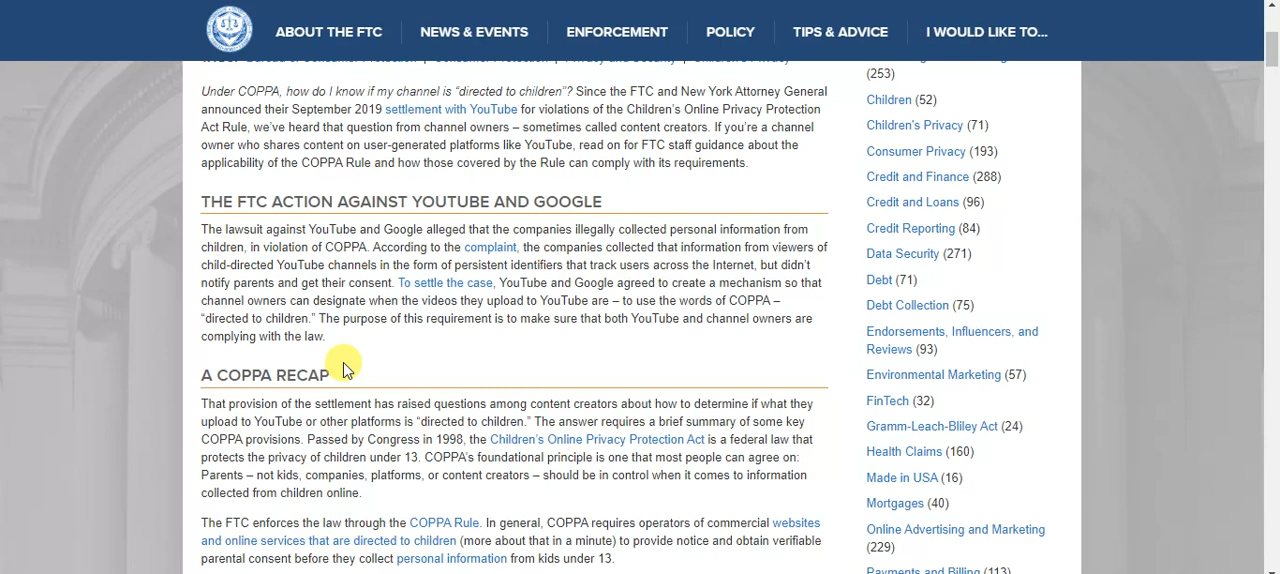 ABOUT THE FTC
NEWS & EVENTS
ENFORCEMENT
POLICY
TIPS & ADVICE
I WOULD LIKE TO...
Under COPPA, how do I know if my channel is “directed to children”? Since the FTC and New York Attorney General
announced their September 2019 settlement with YouTube for violations of the Children's Online Privacy Protection
Act Rule, we've heard that question from channel owners – sometimes called content creators. If you're a channel
owner who shares content on user-generated platforms like YouTube, read on for FTC staff guidance about the
applicability of the COPPA Rule and how those covered by the Rule can comply with its requirements.
THE FTC ACTION AGAINST YOUTUBE AND GOOGLE
The lawsuit against YouTube and Google alleged that the companies illegally collected personal information from
children, in violation of COPPA. According to the complaint, the companies collected that information from viewers of
child-directed YouTube channels in the form of persistent identifiers that track users across the Internet, but didn't
notify parents and get their consent. To settle the case, YouTube and Google agreed to create a mechanism so that
channel owners can designate when the videos they upload to YouTube are – to use the words of COPPA –
“directed to children.” The purpose of this requirement is to make sure that both YouTube and channel owners are
complying with the law.
A COPPA RECAP
That provision of the settlement has raised questions among content creators about how to determine if what they
upload to YouTube or other platforms is “directed to children.” The answer requires a brief summary of some key
COPPA provisions. Passed by Congress in 1998, the Children's Online Privacy Protection Act is a federal law that
protects the privacy of children under 13. COPPA's foundational principle is one that most people can agree on:
Parents – not kids, companies, platforms, or content creators – should be in control when it comes to information
collected from children online.
The FTC enforces the law through the COPPA Rule. In general, COPPA requires operators of commercial websites
and online services that are directed to children (more about that in a minute) to provide notice and obtain verifiable
parental consent before they collect personal information from kids under 13.
(253)
Children (52)
Children's Privacy (71)
Consumer Privacy (193)
Credit and Finance (288)
Credit and Loans (96)
Credit Reporting (84)
Data Security (271)
Debt (71)
Debt Collection (75)
Endorsements, Influencers, and
Reviews (93)
Environmental Marketing (57)
FinTech (32)
Gramm-Leach-Bliley Act (24)
Health Claims (160)
Made in USA (16)
Mortgages (40)
Online Advertising and Marketing
(229)
Payments and Billing (113)